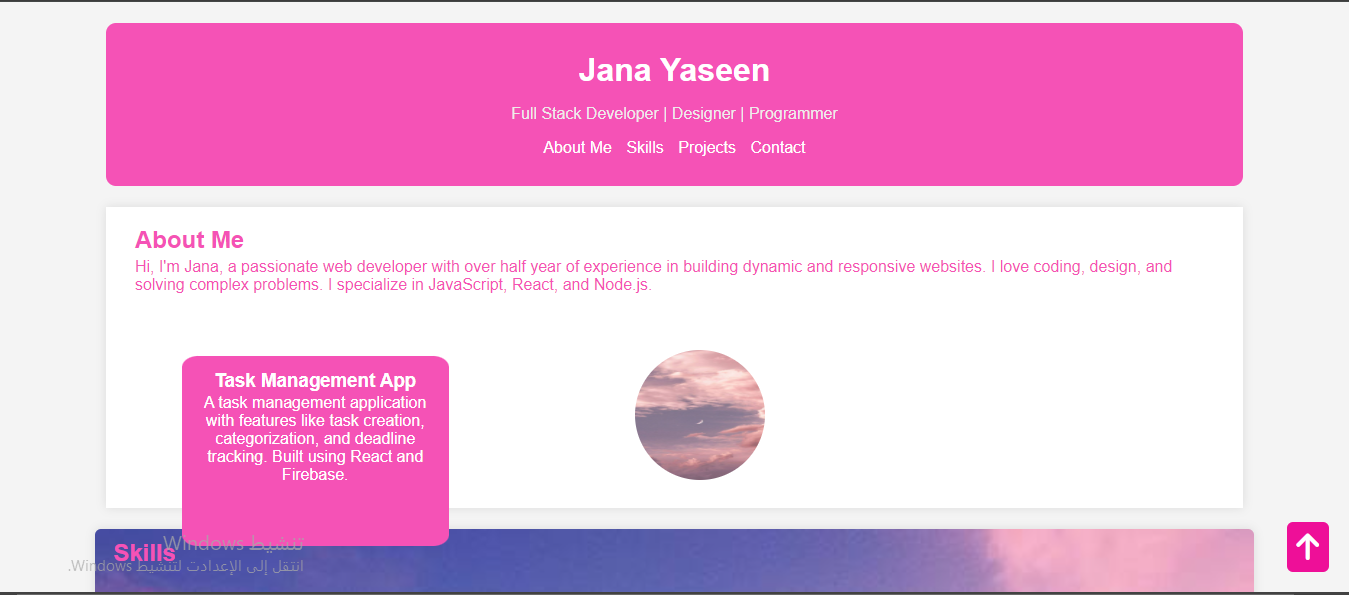 Jana Yaseen
Full Stack Developer | Designer | Programmer
About Me Skills Projects Contact
About Me
Hi, I'm Jana, a passionate web developer with over half year of experience in building dynamic and responsive websites. I love coding, design, and
solving complex problems. I specialize in JavaScript, React, and Node.js.
Task Management App
A task management application
with features like task creation,
categorization, and deadline
tracking. Built using React and
Firebase.
Skills
تنشيط Windows
انتقل إلى الإعدادت لتنشيط Windows.